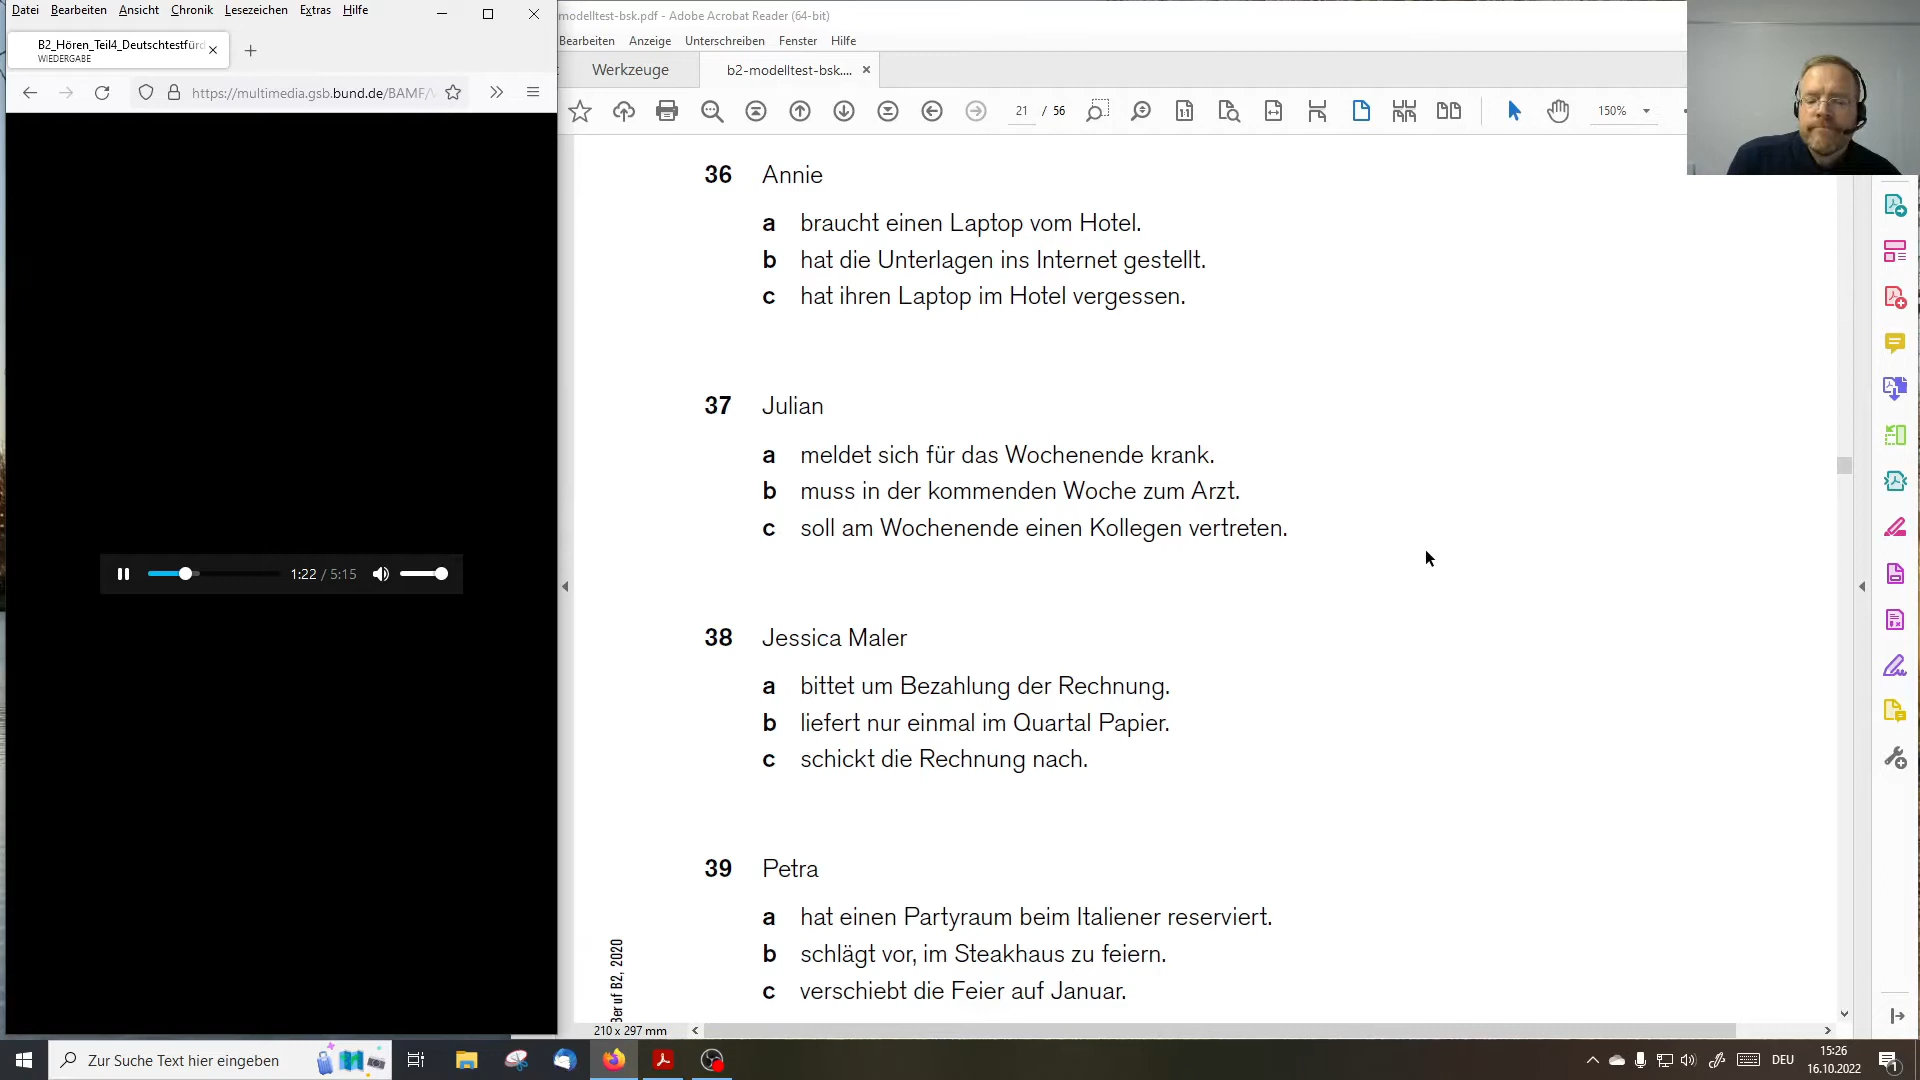 Datei Bearbeiten Ansicht Chronik Lesezeichen Extras Hilfe
B2_Hören_Teil4_Deutschtestfürd
WIEDERGABE
https://multimedia.gsb.bund.de/BAMF/
modelltest-bsk.pdf - Adobe Acrobat Reader (64-bit)
Bearbeiten Anzeige Unterschreiben Fenster Hilfe
Werkzeuge
b2-modelltest-bsk....
21 / 56
150%
36 Annie
a braucht einen Laptop vom Hotel.
b hat die Unterlagen ins Internet gestellt.
c hat ihren Laptop im Hotel vergessen.
37 Julian
a meldet sich für das Wochenende krank.
b muss in der kommenden Woche zum Arzt.
c soll am Wochenende einen Kollegen vertreten.
1:22 / 5:15
38 Jessica Maler
a bittet um Bezahlung der Rechnung.
b liefert nur einmal im Quartal Papier.
c schickt die Rechnung nach.
39 Petra
a hat einen Partyraum beim Italiener reserviert.
b schlägt vor, im Steakhaus zu feiern.
c verschiebt die Feier auf Januar.
Beruf B2, 2020
210 x 297 mm
Zur Suche Text hier eingeben
DEU
15:26
16.10.2022
1